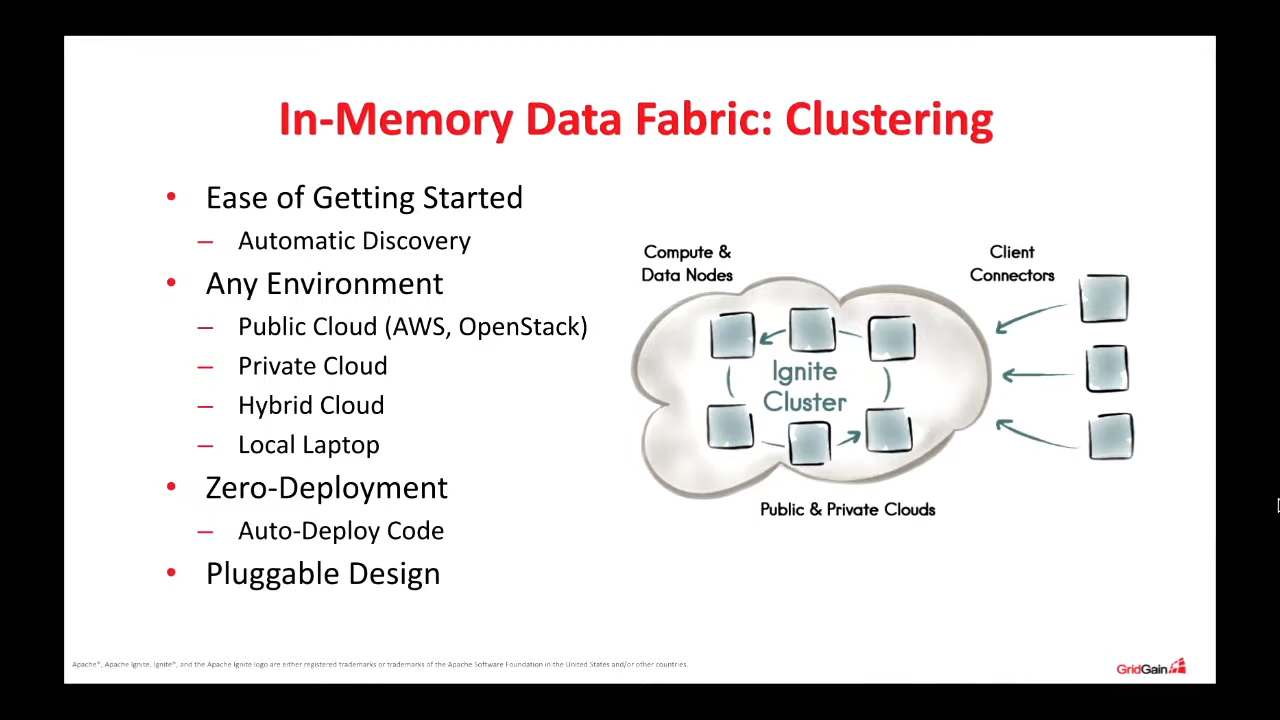 In-Memory Data Fabric: Clustering
• Ease of Getting Started
– Automatic Discovery
• Any Environment
– Public Cloud (AWS, OpenStack)
– Private Cloud
– Hybrid Cloud
– Local Laptop
• Zero-Deployment
– Auto-Deploy Code
• Pluggable Design
Compute &
Data Nodes
Client
Connectors
Ignite
Cluster
Public & Private Clouds
Apache®, Apache Ignite, Ignite®, and the Apache Ignite logo are either registered trademarks or trademarks of the Apache Software Foundation in the United States and/or other countries.
GridGain